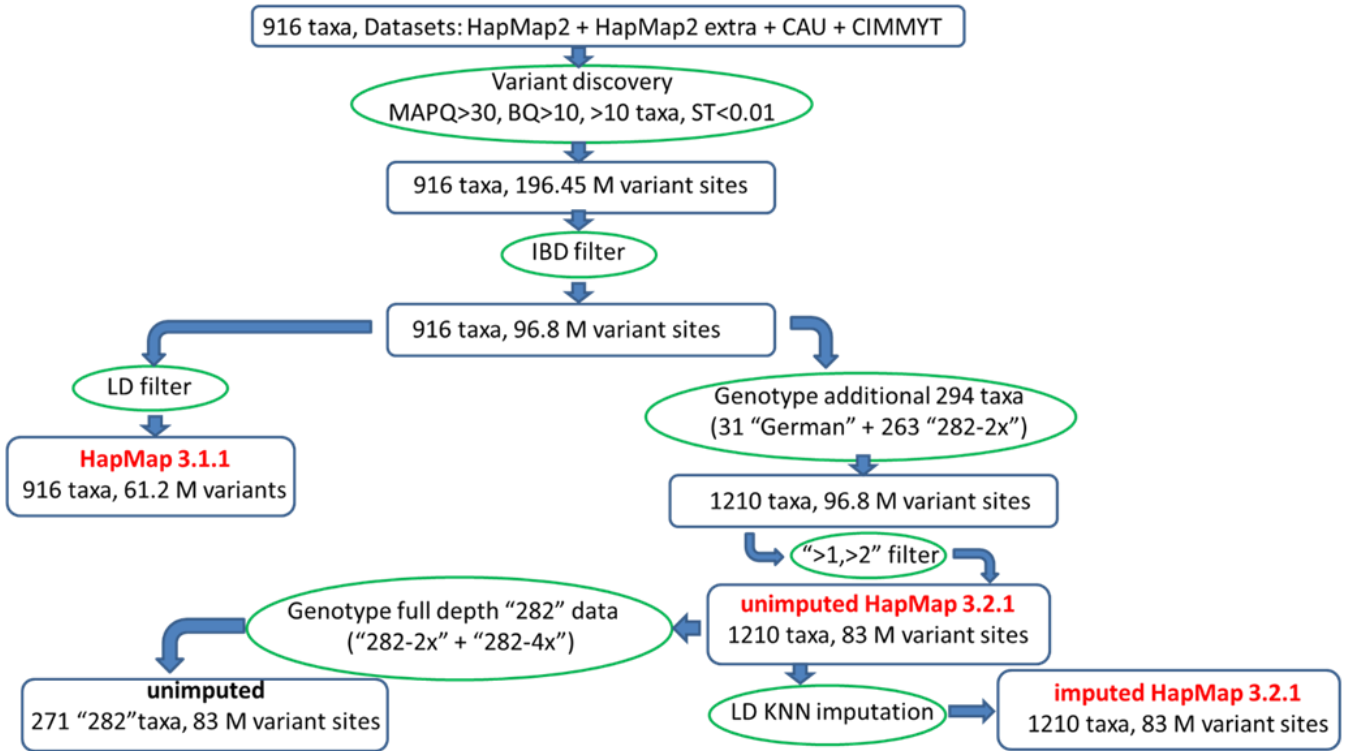 916 taxa, Datasets: HapMap2 + HapMap2 extra + CAU + CIMMYT
Variant discovery
MAPQ>30, BQ>10, >10 taxa, ST<0.01
916 taxa, 196.45 M variant sites
IBD filter
916 taxa, 96.8 M variant sites
LD filter
HapMap 3.1.1
916 taxa, 61.2 M variants
Genotype additional 294 taxa
(31 “German” + 263 “282-2x”)
1210 taxa, 96.8 M variant sites
“>1,>2” filter
unimputed HapMap 3.2.1
1210 taxa, 83 M variant sites
Genotype full depth “282” data
(“282-2x” + “282-4x”)
unimputed
271 “282”taxa, 83 M variant sites
LD KNN imputation
imputed HapMap 3.2.1
1210 taxa, 83 M variant sites